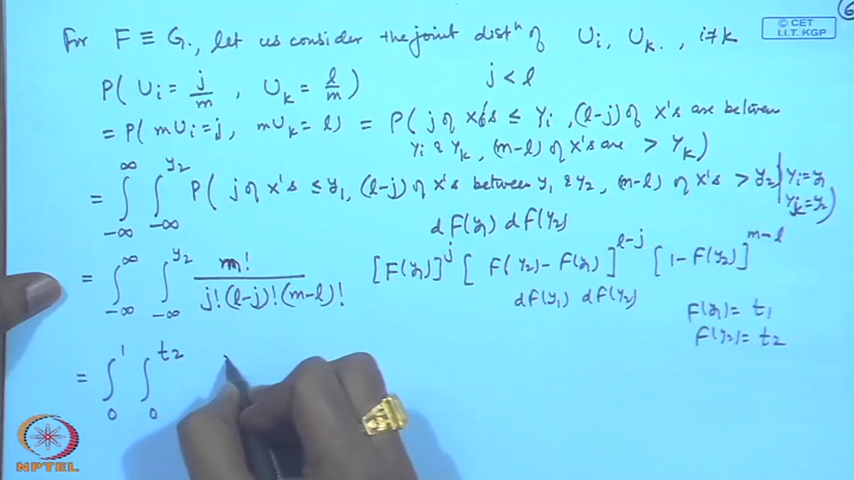 6
© CET
I.I.T. KGP
For F ≡ G., let us consider the joint distⁿ of Uᵢ, Uₖ., i≠k
P( Uᵢ = j/m , Uₖ = l/m ) j < l
= P( mUᵢ = j, mUₖ = l ) = P( j of X's ≤ Yᵢ, (l-j) of X's are between
Yᵢ & Yₖ, (m-l) of X's are > Yₖ )
= ∫_{-∞}^{∞} ∫_{-∞}^{y₂} P( j of X's ≤ y₁, (l-j) of X's between y₁ & y₂, (m-l) of X's > y₂ | Yᵢ = y₁
Yₖ = y₂ )
dF(y₁) dF(y₂)
= ∫_{-∞}^{∞} ∫_{-∞}^{y₂} m! / j! (l-j)! (m-l)! [F(y₁)]^j [ F(y₂) - F(y₁) ]^{l-j} [1 - F(y₂)]^{m-l}
dF(y₁) dF(y₂)
F(y₁) = t₁
F(y₂) = t₂
= ∫_0^1 ∫_0^{t₂}
NPTEL